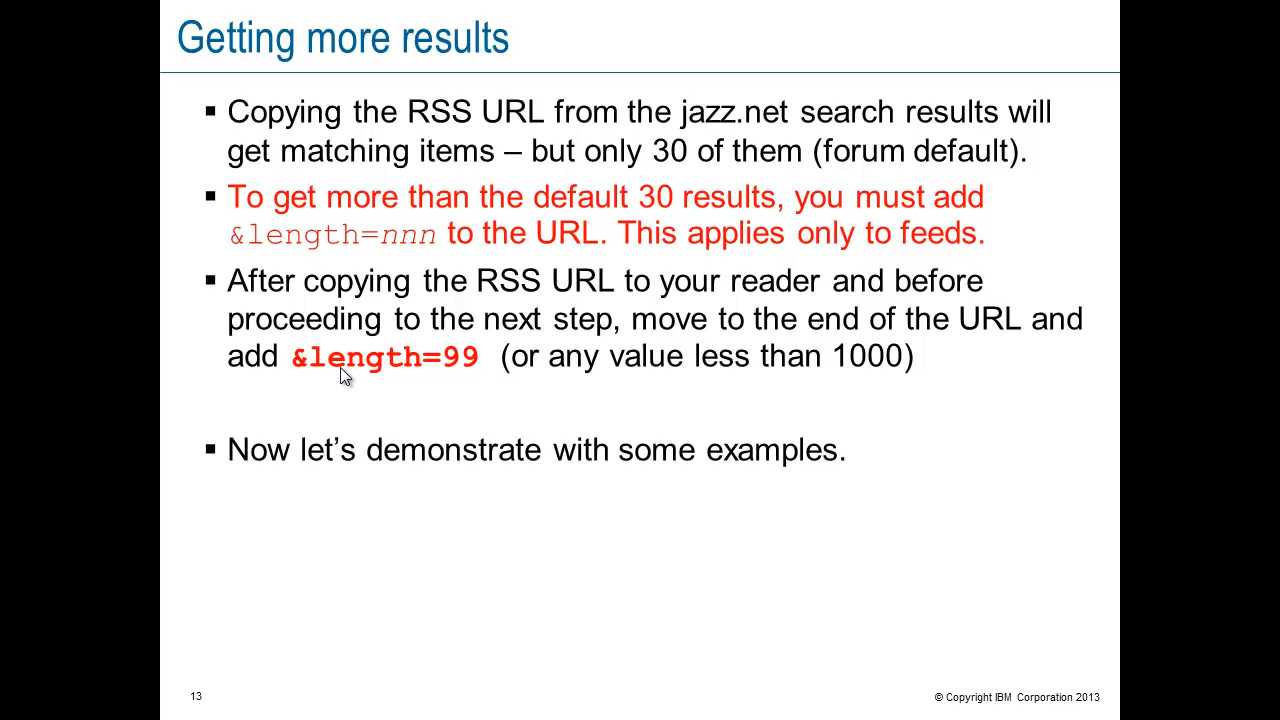 Getting more results
▪ Copying the RSS URL from the jazz.net search results will
get matching items – but only 30 of them (forum default).
▪ To get more than the default 30 results, you must add
&length=nnn to the URL. This applies only to feeds.
▪ After copying the RSS URL to your reader and before
proceeding to the next step, move to the end of the URL and
add &length=99 (or any value less than 1000)
▪ Now let’s demonstrate with some examples.
13
© Copyright IBM Corporation 2013